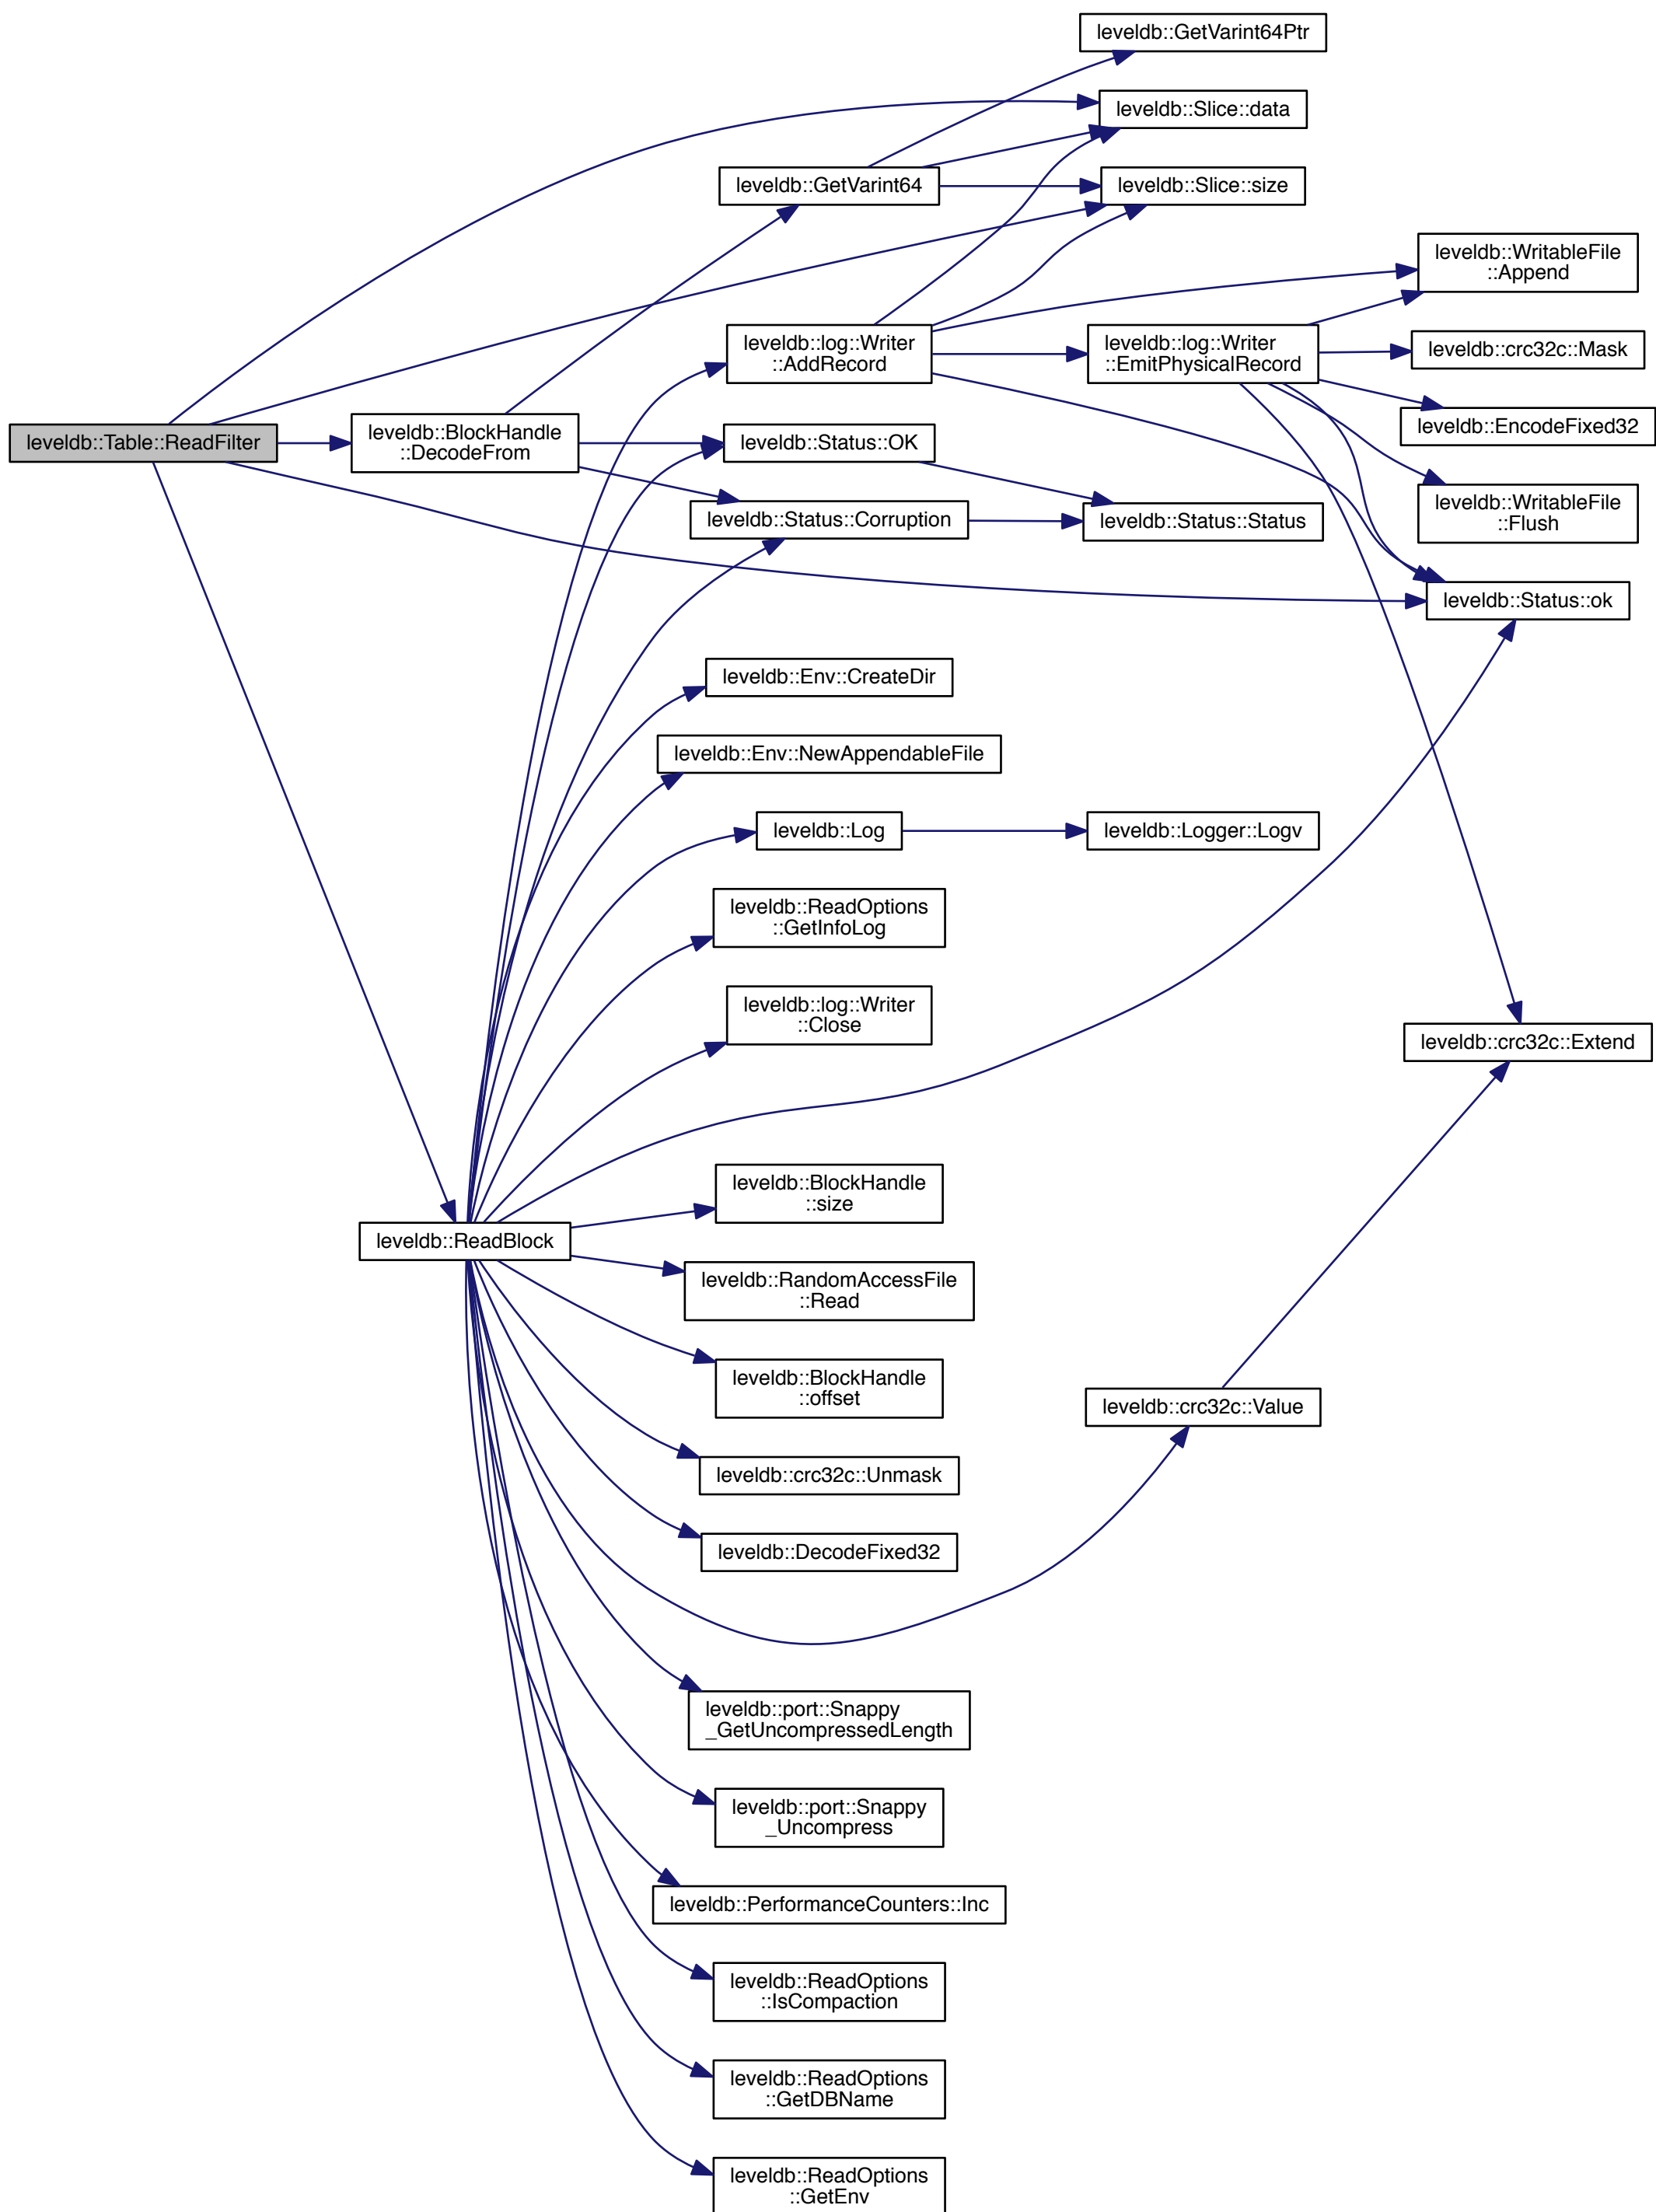 leveldb::GetVarint64Ptr
leveldb::Slice::data
leveldb::GetVarint64
leveldb::Slice::size
leveldb::WritableFile
::Append
leveldb::log::Writer
::AddRecord
leveldb::log::Writer
::EmitPhysicalRecord
leveldb::crc32c::Mask
leveldb::EncodeFixed32
leveldb::Table::ReadFilter
leveldb::BlockHandle
::DecodeFrom
leveldb::Status::OK
leveldb::WritableFile
::Flush
leveldb::Status::Corruption
leveldb::Status::Status
leveldb::Status::ok
leveldb::Env::CreateDir
leveldb::Env::NewAppendableFile
leveldb::Log
leveldb::Logger::Logv
leveldb::ReadOptions
::GetInfoLog
leveldb::log::Writer
::Close
leveldb::crc32c::Extend
leveldb::BlockHandle
::size
leveldb::ReadBlock
leveldb::RandomAccessFile
::Read
leveldb::BlockHandle
::offset
leveldb::crc32c::Value
leveldb::crc32c::Unmask
leveldb::DecodeFixed32
leveldb::port::Snappy
_GetUncompressedLength
leveldb::port::Snappy
_Uncompress
leveldb::PerformanceCounters::Inc
leveldb::ReadOptions
::IsCompaction
leveldb::ReadOptions
::GetDBName
leveldb::ReadOptions
::GetEnv